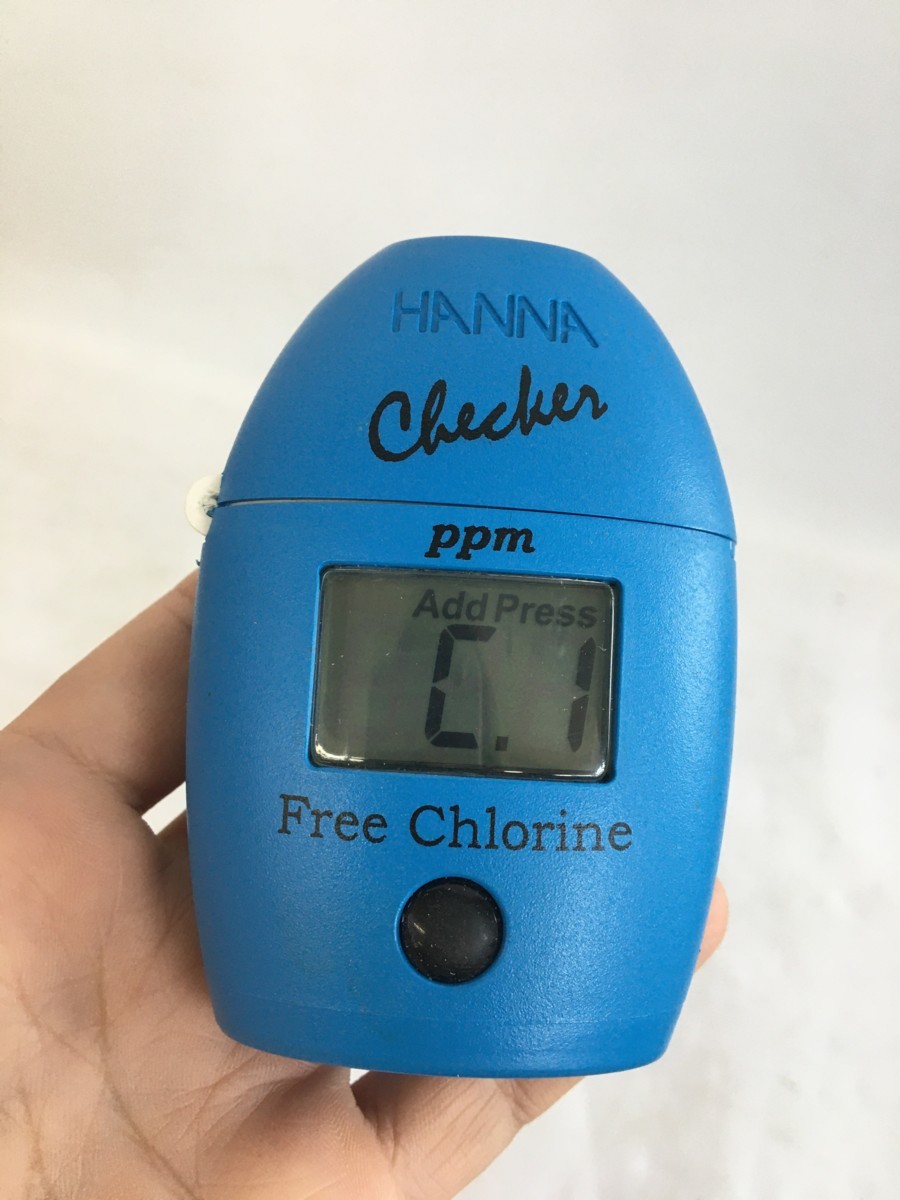 HANNA
Checker
ppm
Add Press
C.1
Free Chlorine